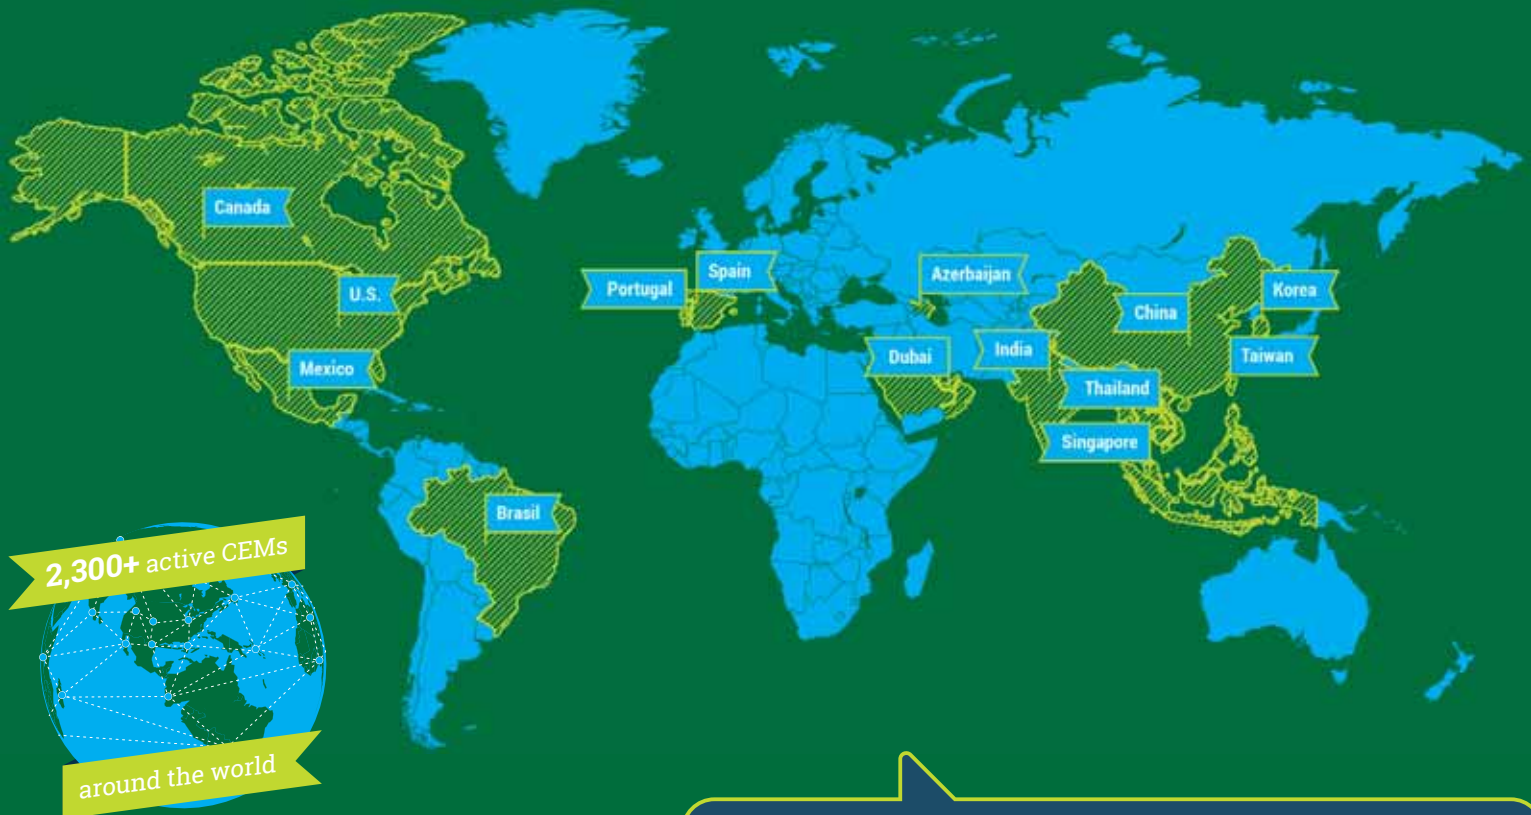 Canada
U.S.
Mexico
Brasil
Portugal
Spain
Azerbaijan
Dubai
India
China
Korea
Taiwan
Thailand
Singapore
2,300+ active CEMs
around the world